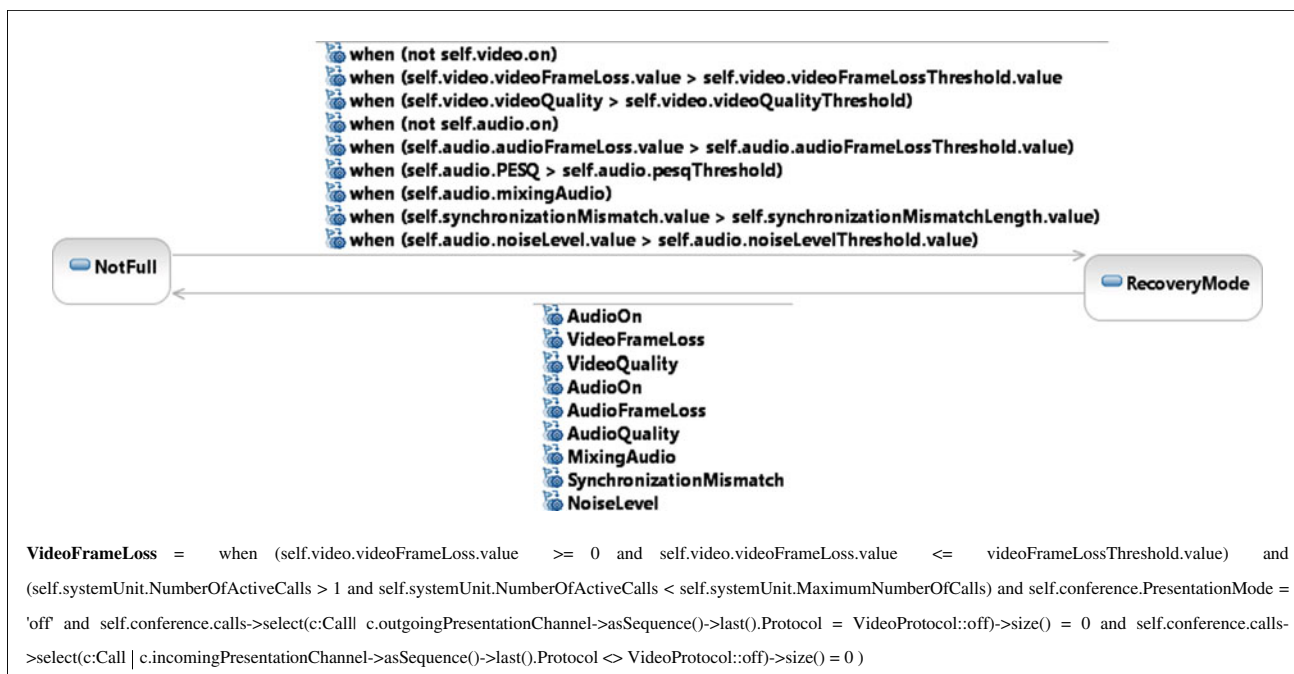 when (not self.video.on)
when (self.video.videoFrameLoss.value > self.video.videoFrameLossThreshold.value
when (self.video.videoQuality > self.video.videoQualityThreshold)
when (not self.audio.on)
when (self.audio.audioFrameLoss.value > self.audio.audioFrameLossThreshold.value)
when (self.audio.PESQ > self.audio.pesqThreshold)
when (self.audio.mixingAudio)
when (self.synchronizationMismatch.value > self.synchronizationMismatchLength.value)
when (self.audio.noiseLevel.value > self.audio.noiseLevelThreshold.value)
NotFull
RecoveryMode
AudioOn
VideoFrameLoss
VideoQuality
AudioOn
AudioFrameLoss
AudioQuality
MixingAudio
SynchronizationMismatch
NoiseLevel
VideoFrameLoss = when (self.video.videoFrameLoss.value >= 0 and self.video.videoFrameLoss.value <= videoFrameLossThreshold.value) and
(self.systemUnit.NumberOfActiveCalls > 1 and self.systemUnit.NumberOfActiveCalls < self.systemUnit.MaximumNumberOfCalls) and self.conference.PresentationMode =
'off' and self.conference.calls->select(c:Call| c.outgoingPresentationChannel->asSequence()->last().Protocol = VideoProtocol::off)->size() = 0 and self.conference.calls-
>select(c:Call | c.incomingPresentationChannel->asSequence()->last().Protocol <> VideoProtocol::off)->size() = 0 )